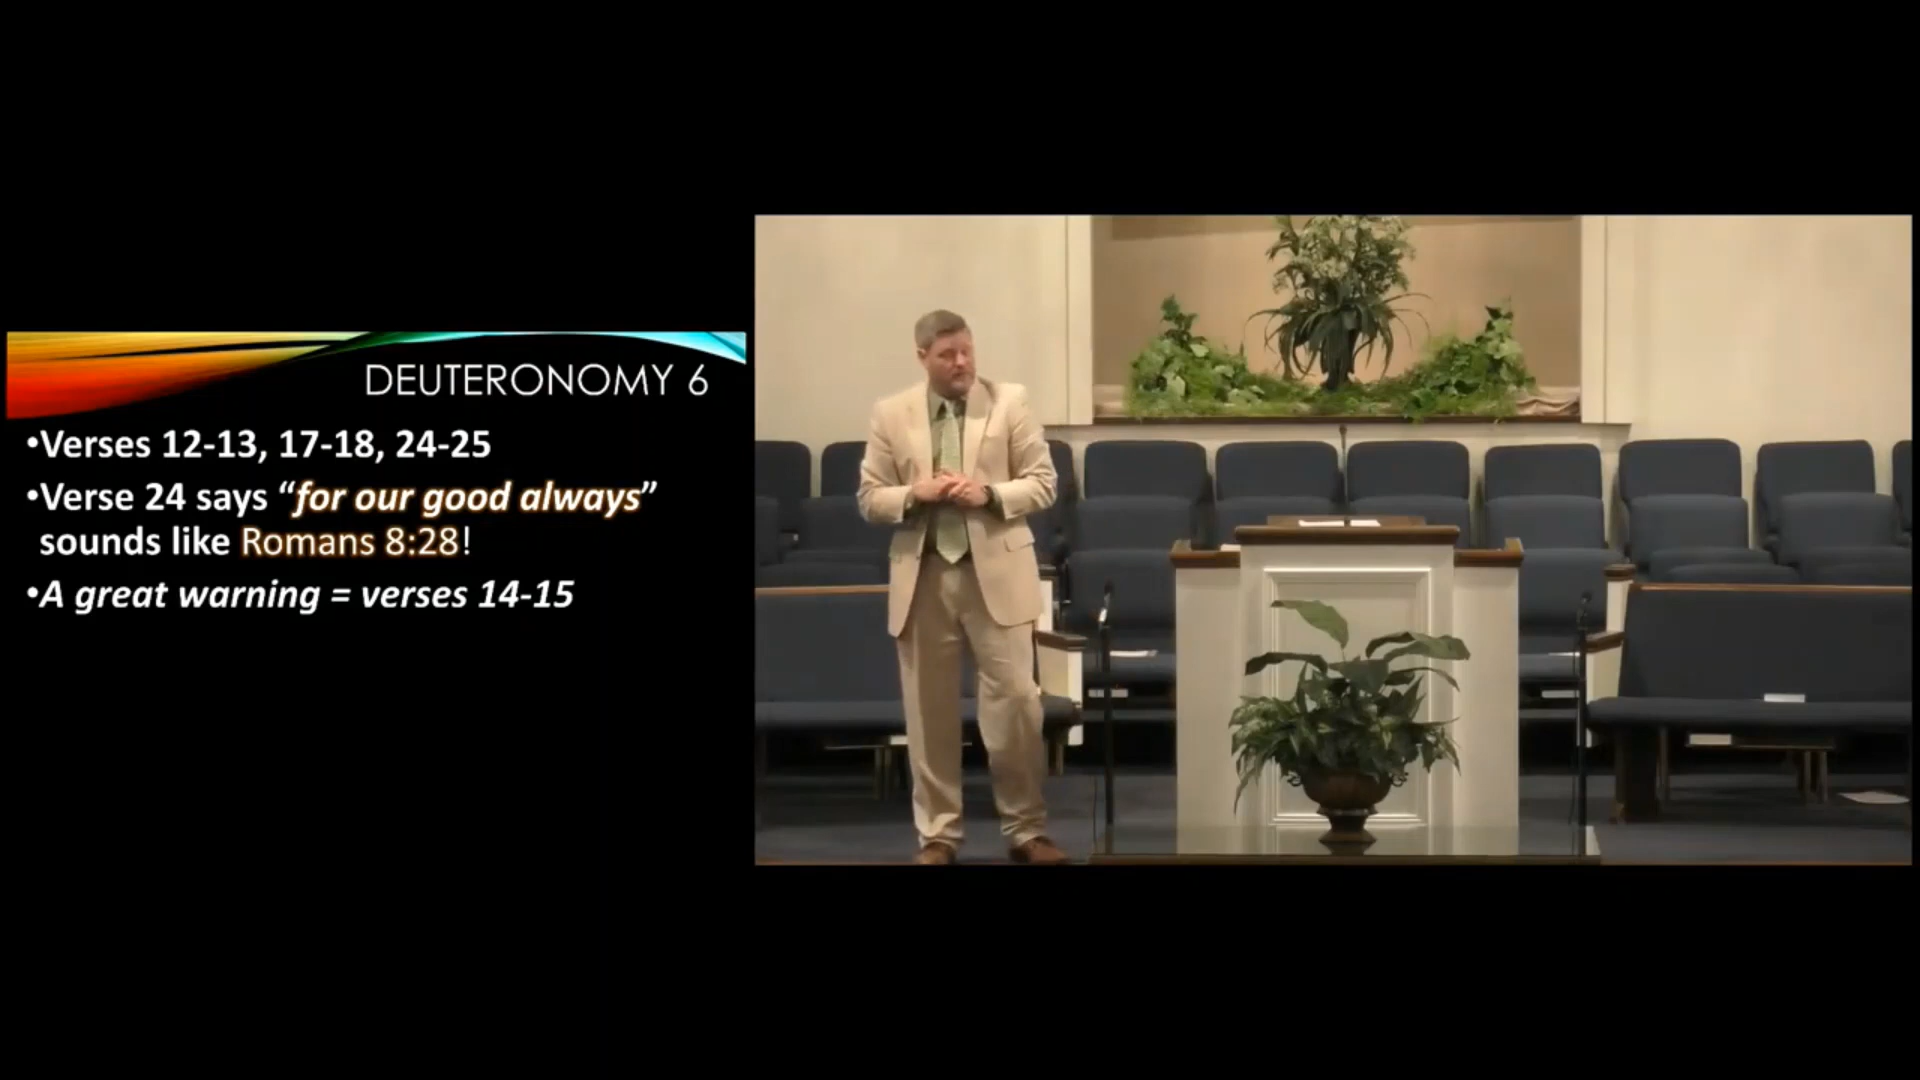 DEUTERONOMY 6
•Verses 12-13, 17-18, 24-25
•Verse 24 says “for our good always”
sounds like Romans 8:28!
•A great warning = verses 14-15